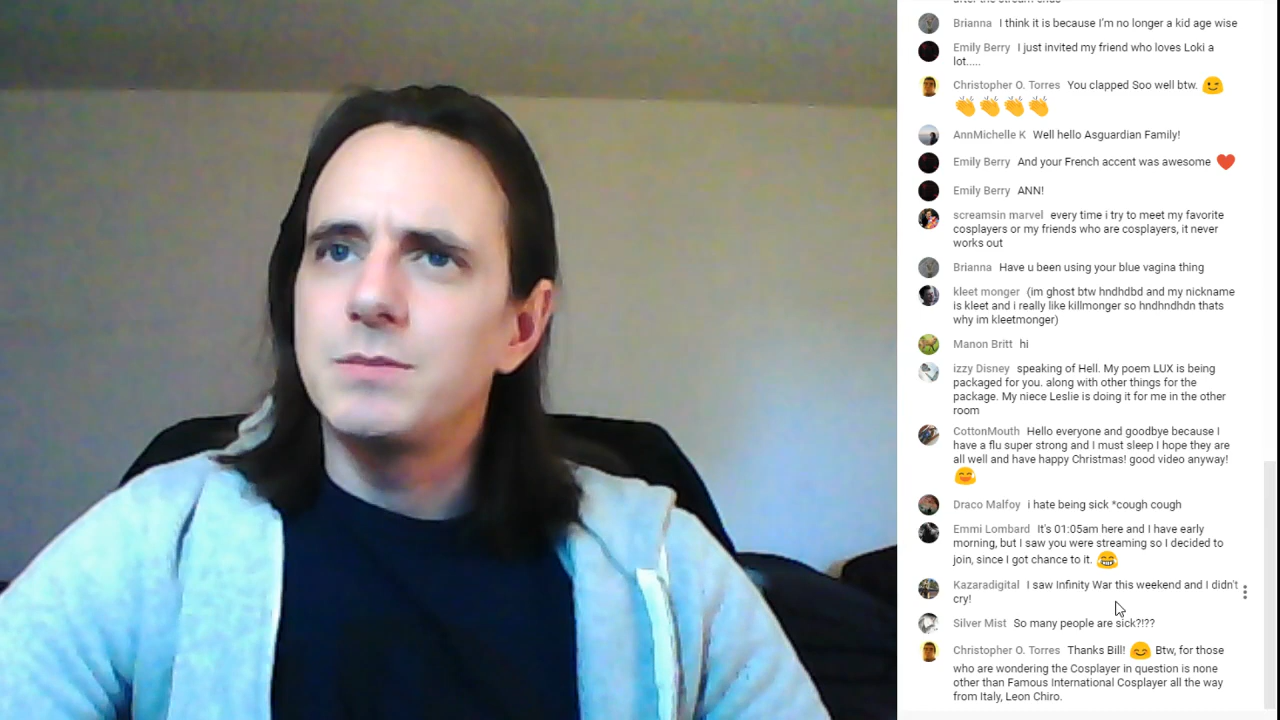 after the stream ends
Brianna I think it is because I'm no longer a kid age wise
Emily Berry I just invited my friend who loves Loki a
lot.....
Christopher O. Torres You clapped Soo well btw.
AnnMichelle K Well hello Asguardian Family!
Emily Berry And your French accent was awesome
Emily Berry ANN!
screamsin marvel every time i try to meet my favorite
cosplayers or my friends who are cosplayers, it never
works out
Brianna Have u been using your blue vagina thing
kleet monger (im ghost btw hndhdbd and my nickname
is kleet and i really like killmonger so hndhndhdn thats
why im kleetmonger)
Manon Britt hi
izzy Disney speaking of Hell. My poem LUX is being
packaged for you. along with other things for the
package. My niece Leslie is doing it for me in the other
room
CottonMouth Hello everyone and goodbye because I
have a flu super strong and I must sleep I hope they are
all well and have happy Christmas! good video anyway!
Draco Malfoy i hate being sick *cough cough
Emmi Lombard It's 01:05am here and I have early
morning, but I saw you were streaming so I decided to
join, since I got chance to it.
Kazaradigital I saw Infinity War this weekend and I didn't
cry!
Silver Mist So many people are sick?!??
Christopher O. Torres Thanks Bill! Btw, for those
who are wondering the Cosplayer in question is none
other than Famous International Cosplayer all the way
from Italy, Leon Chiro.